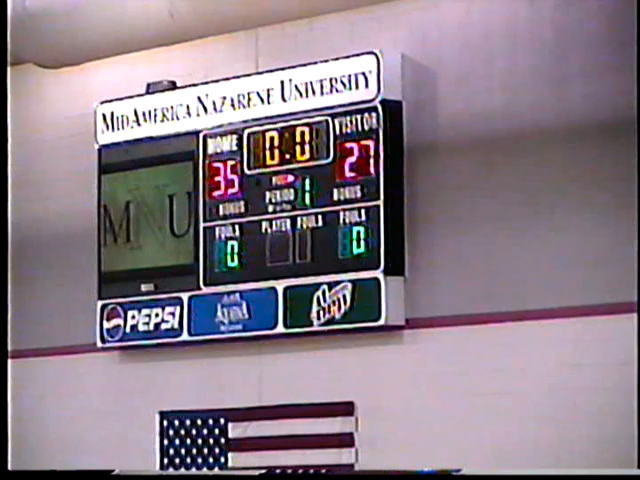 MIDAMERICA NAZARENE UNIVERSITY
HOME 0.0 VISITOR
35 27
PERIOD 1
BONUS BONUS
FOULS PLAYER FOULS FOULS
0 0
MNU
PEPSI